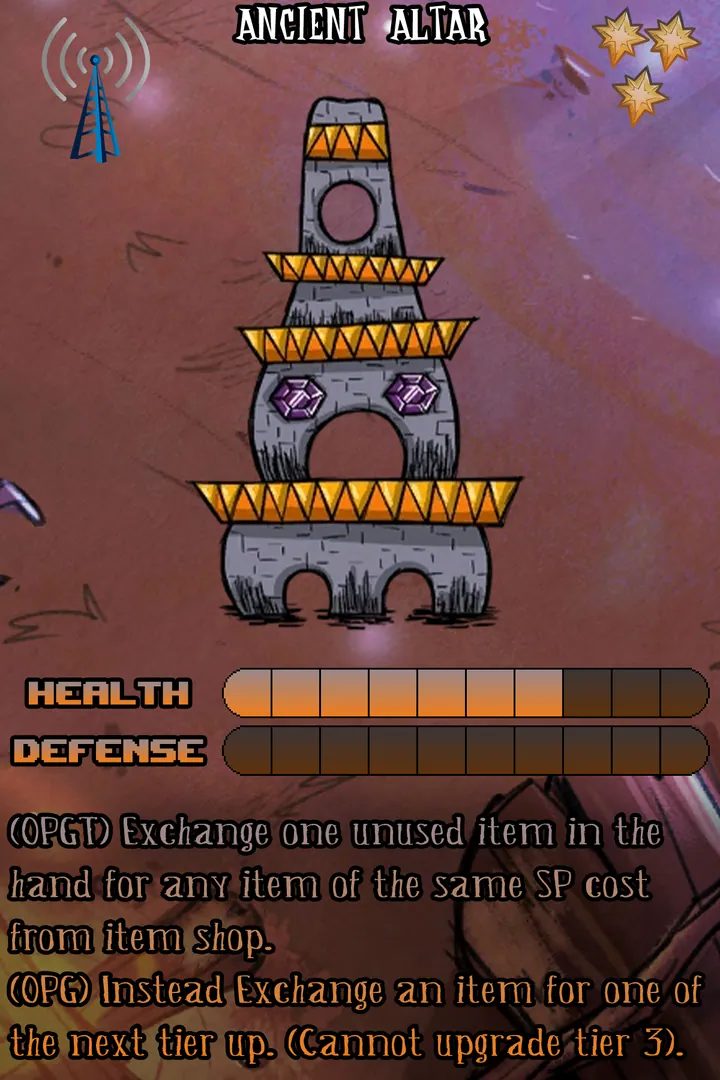 ANCIENT ALTAR
HEALTH
DEFENSE
(OPGT) Exchange one unused item in the
hand for any item of the same SP cost
from item shop.
(OPG) Instead Exchange an item for one of
the next tier up. (Cannot upgrade tier 3).